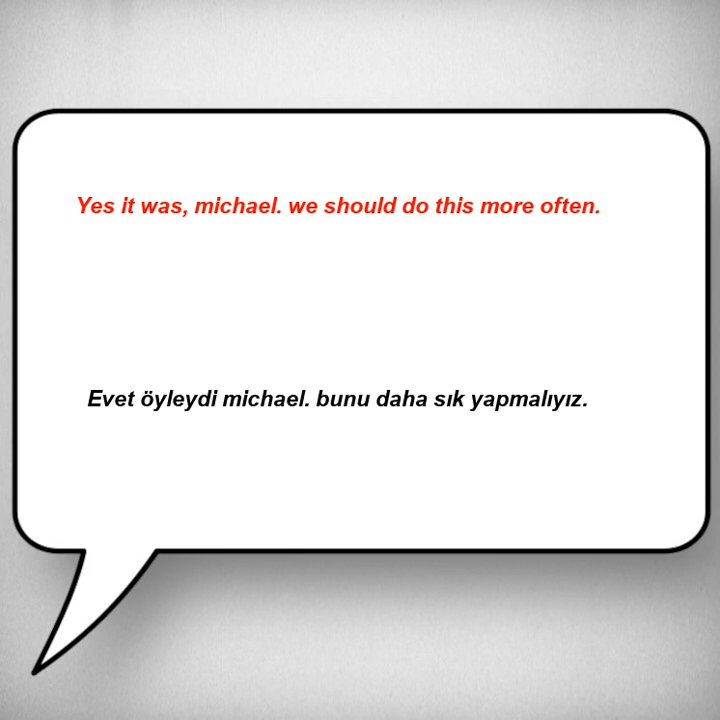 Yes it was, michael. we should do this more often.
Evet öyleydi michael. bunu daha sık yapmalıyız.